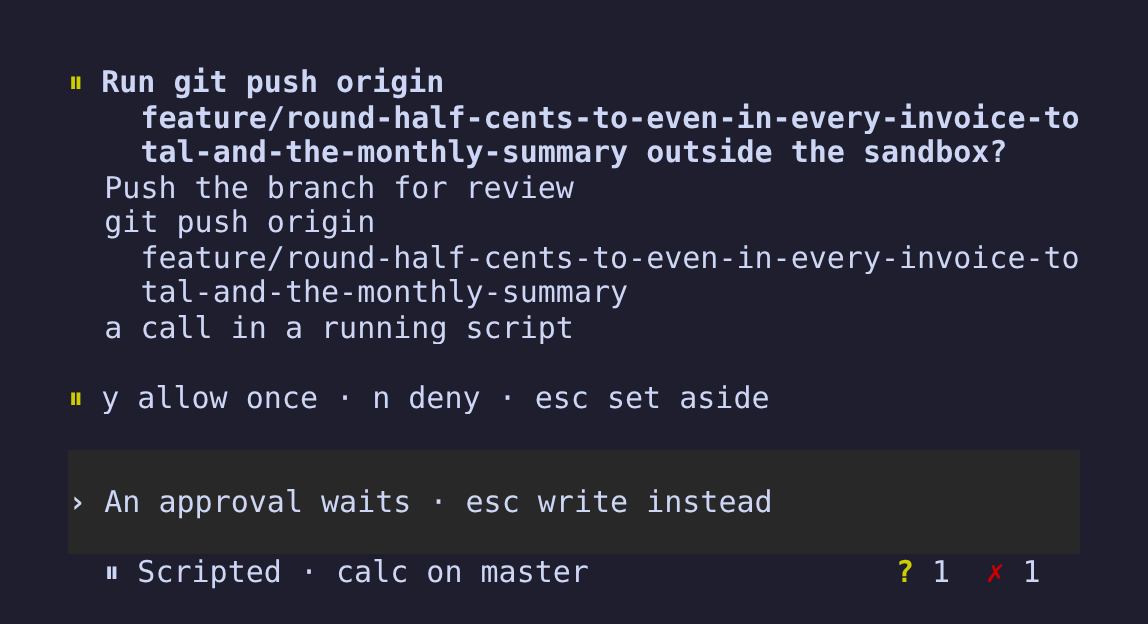 ⏸ Run git push origin
feature/round-half-cents-to-even-in-every-invoice-to
tal-and-the-monthly-summary outside the sandbox?
Push the branch for review
git push origin
feature/round-half-cents-to-even-in-every-invoice-to
tal-and-the-monthly-summary
a call in a running script
⏸ y allow once · n deny · esc set aside
› An approval waits · esc write instead
⏸ Scripted · calc on master ? 1 ✗ 1